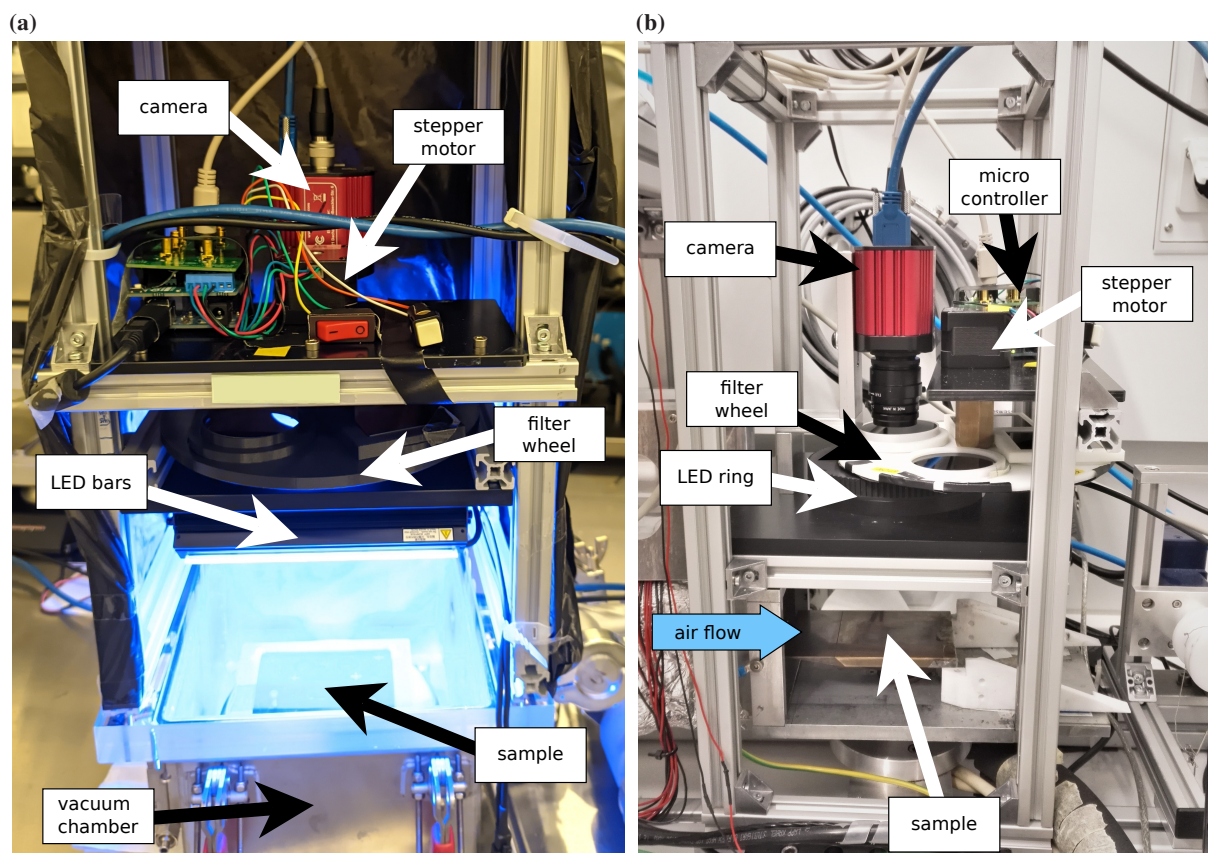 (a)
camera
stepper
motor
filter
wheel
LED bars
sample
vacuum
chamber
(b)
micro
controller
camera
stepper
motor
filter
wheel
LED ring
air flow
sample